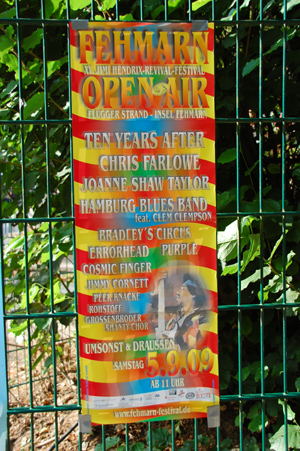 FEHMARN
XV. JIMI HENDRIX-REVIVAL-FESTIVAL
OPEN AIR
FLÜGGER STRAND - INSEL FEHMARN
TEN YEARS AFTER
CHRIS FARLOWE
JOANNE SHAW TAYLOR
HAMBURG BLUES BAND
feat. CLEM CLEMPSON
BRADLEY'S CIRCUS
ERRORHEAD PURPLE
COSMIC FINGER
JIMMY CORNETT
PEER KNACKE
ROHSTOFF
GROSSENBRODER
SHANTY-CHOR
UMSONST & DRAUSSEN
SAMSTAG 5.9.09
AB 11 UHR
www.fehmarn-festival.de